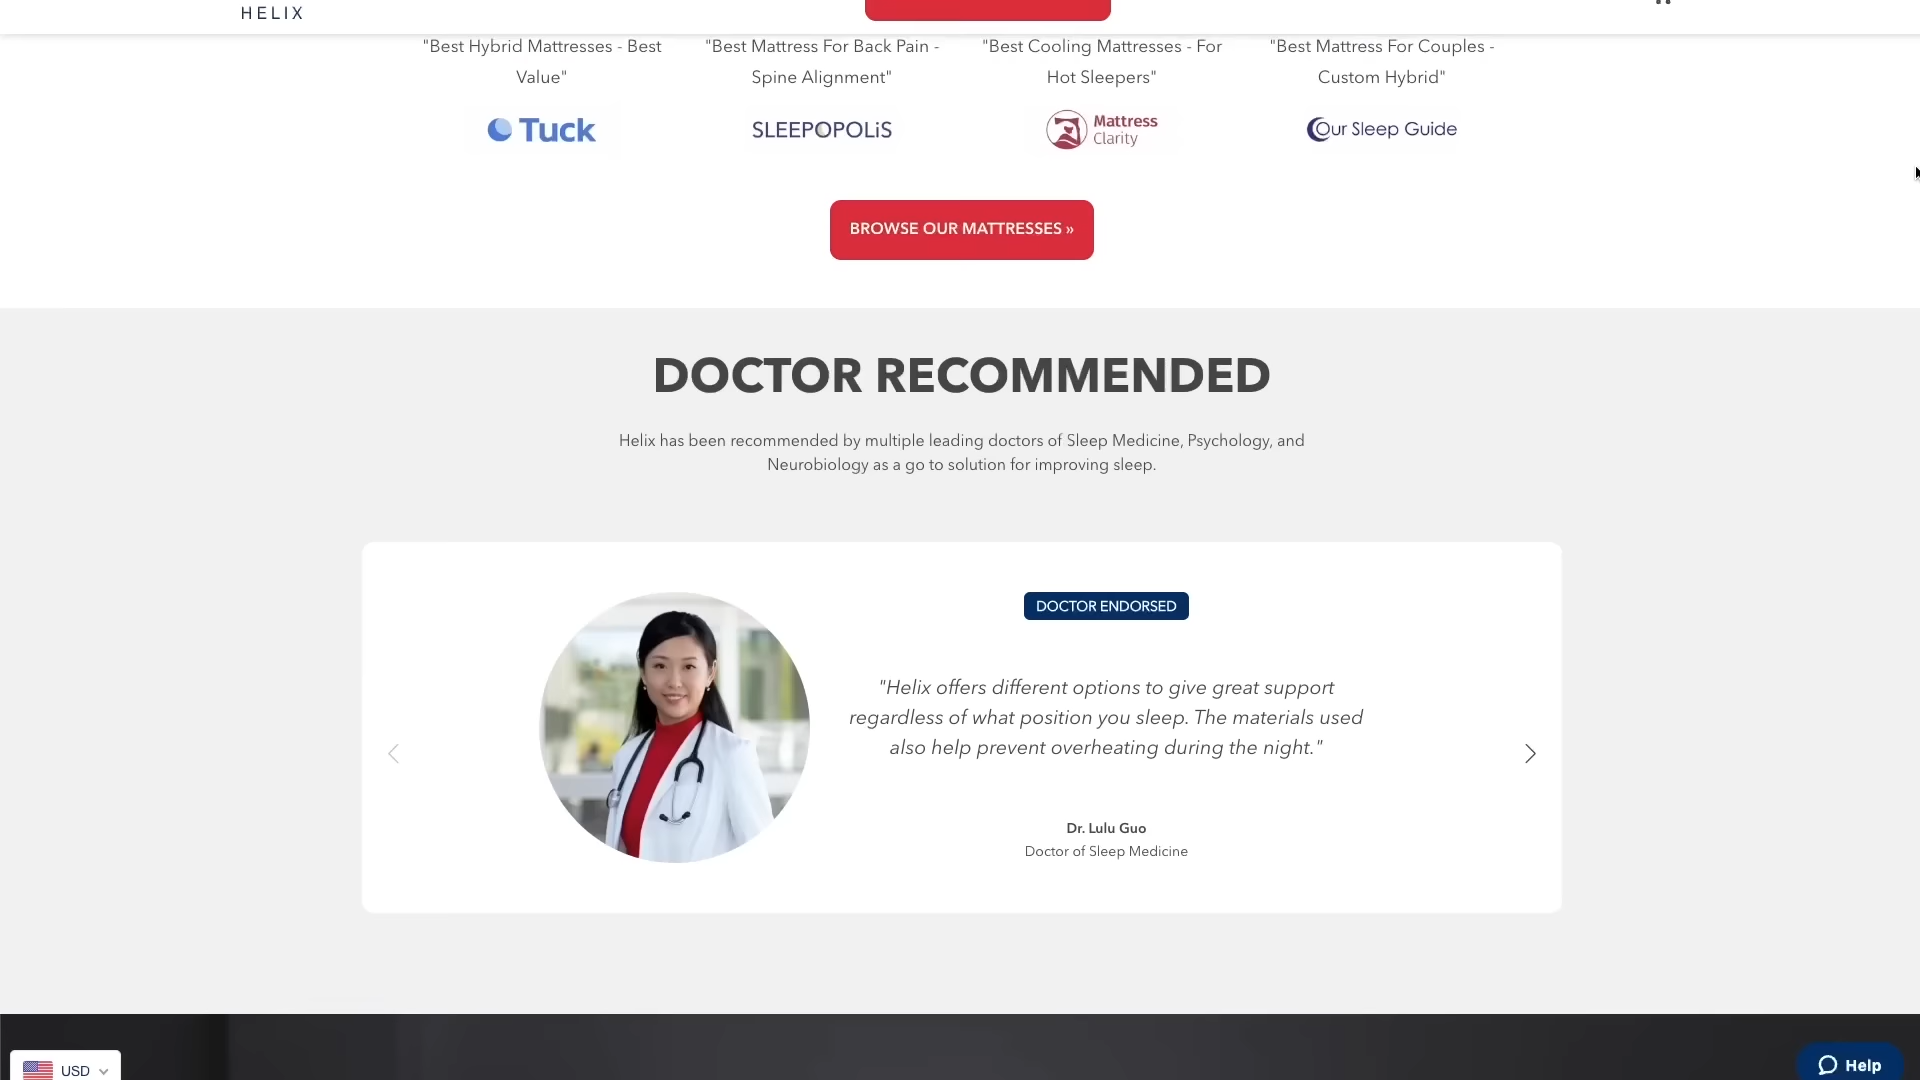 HELIX
"Best Hybrid Mattresses - Best
Value"
"Best Mattress For Back Pain -
Spine Alignment"
"Best Cooling Mattresses - For
Hot Sleepers"
"Best Mattress For Couples -
Custom Hybrid"
Tuck
SLEEPOPOLiS
Mattress
Clarity
Our Sleep Guide
BROWSE OUR MATTRESSES »
DOCTOR RECOMMENDED
Helix has been recommended by multiple leading doctors of Sleep Medicine, Psychology, and
Neurobiology as a go to solution for improving sleep.
DOCTOR ENDORSED
"Helix offers different options to give great support
regardless of what position you sleep. The materials used
also help prevent overheating during the night."
Dr. Lulu Guo
Doctor of Sleep Medicine
USD
Help